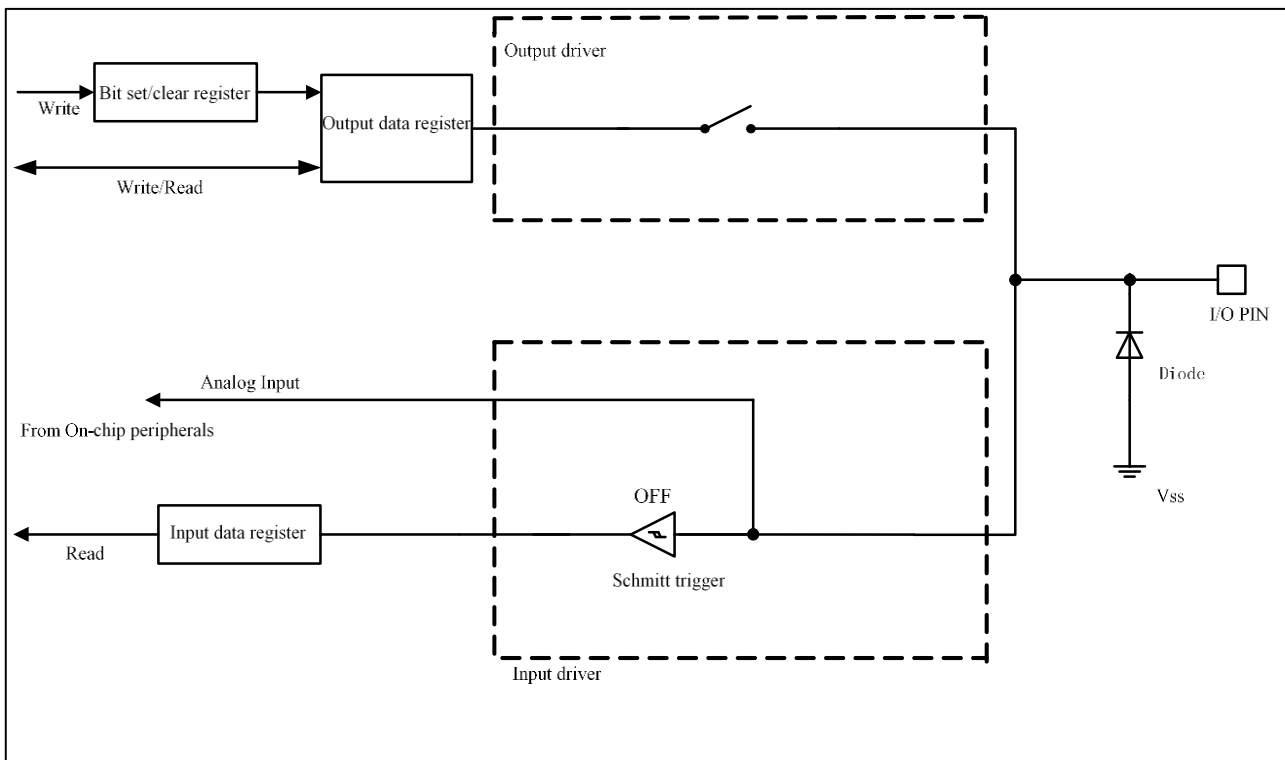 Output driver
Bit set/clear register
Write
Output data register
Write/Read
I/O PIN
Diode
Analog Input
From On-chip peripherals
OFF
Vss
Input data register
Read
Schmitt trigger
Input driver